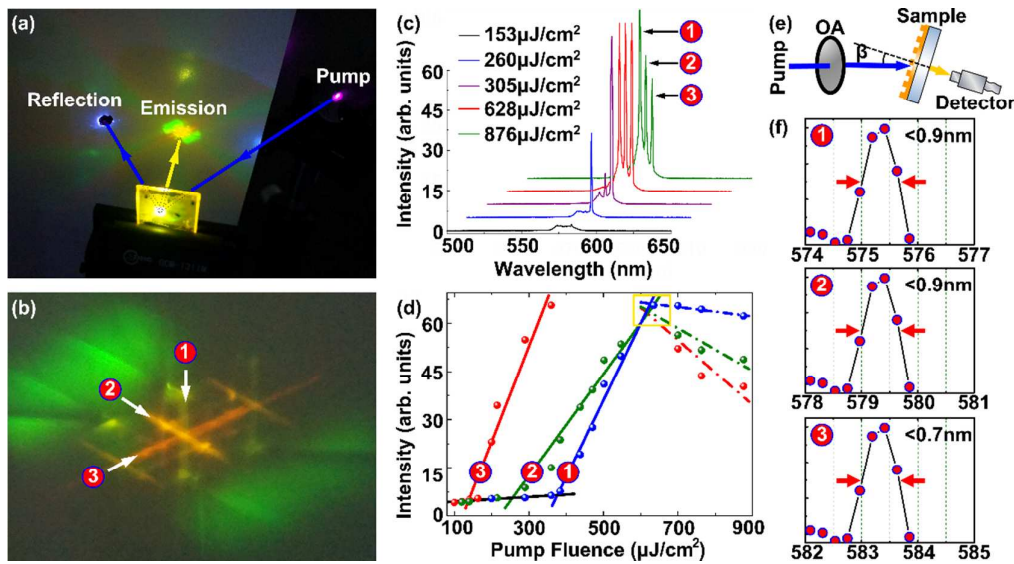 (a)
Reflection
Emission
Pump
(b)
1
2
3
(c)
153μJ/cm²
260μJ/cm²
305μJ/cm²
628μJ/cm²
876μJ/cm²
1
2
3
Intensity (arb. units)
60
45
30
15
0
500 550 600 650
Wavelength (nm)
(d)
Intensity (arb. units)
60
45
30
15
0
3 2 1
100 300 500 700 900
Pump Fluence (μJ/cm²)
(e)
Pump
OA
β
Sample
Detector
(f)
1
<0.9nm
574 575 576 577
2
<0.9nm
578 579 580 581
3
<0.7nm
582 583 584 585